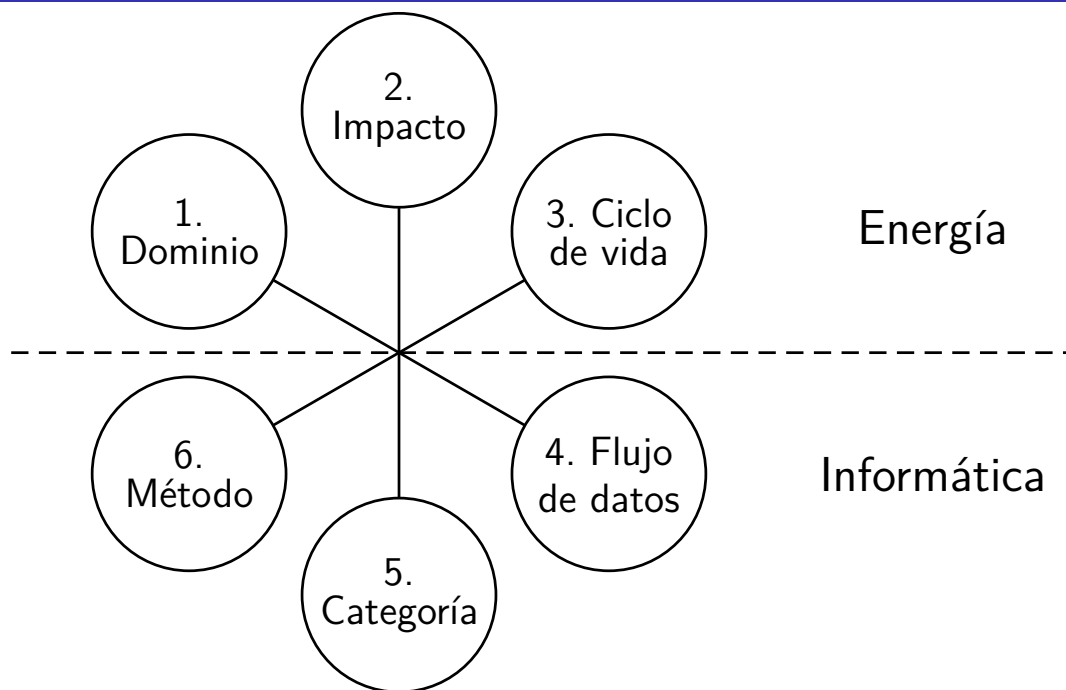 2.
Impacto
1.
Dominio
3. Ciclo
de vida
Energía
6.
Método
4. Flujo
de datos
Informática
5.
Categoría